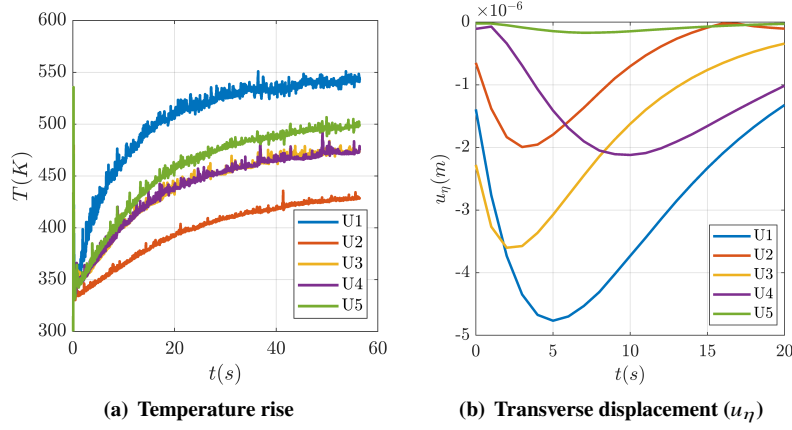 600
550
500
450
400
350
300
T(K)
0
20
40
60
t(s)
U1
U2
U3
U4
U5
(a) Temperature rise
×10⁻⁶
0
-1
-2
-3
-4
-5
u_η(m)
0
5
10
15
20
t(s)
U1
U2
U3
U4
U5
(b) Transverse displacement (u_η)